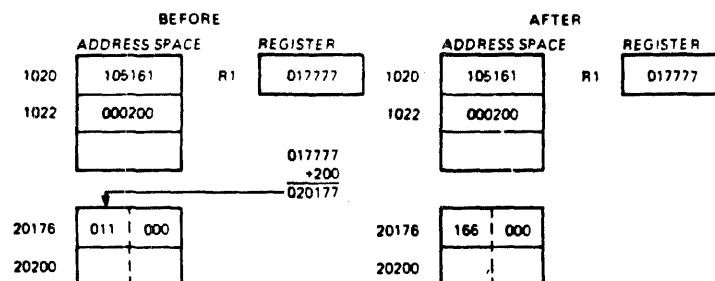 BEFORE AFTER
ADDRESS SPACE REGISTER ADDRESS SPACE REGISTER
1020 105161 R1 017777 1020 105161 R1 017777
1022 000200 1022 000200
017777
+200
020177
20176 011 000 20176 166 000
20200 20200